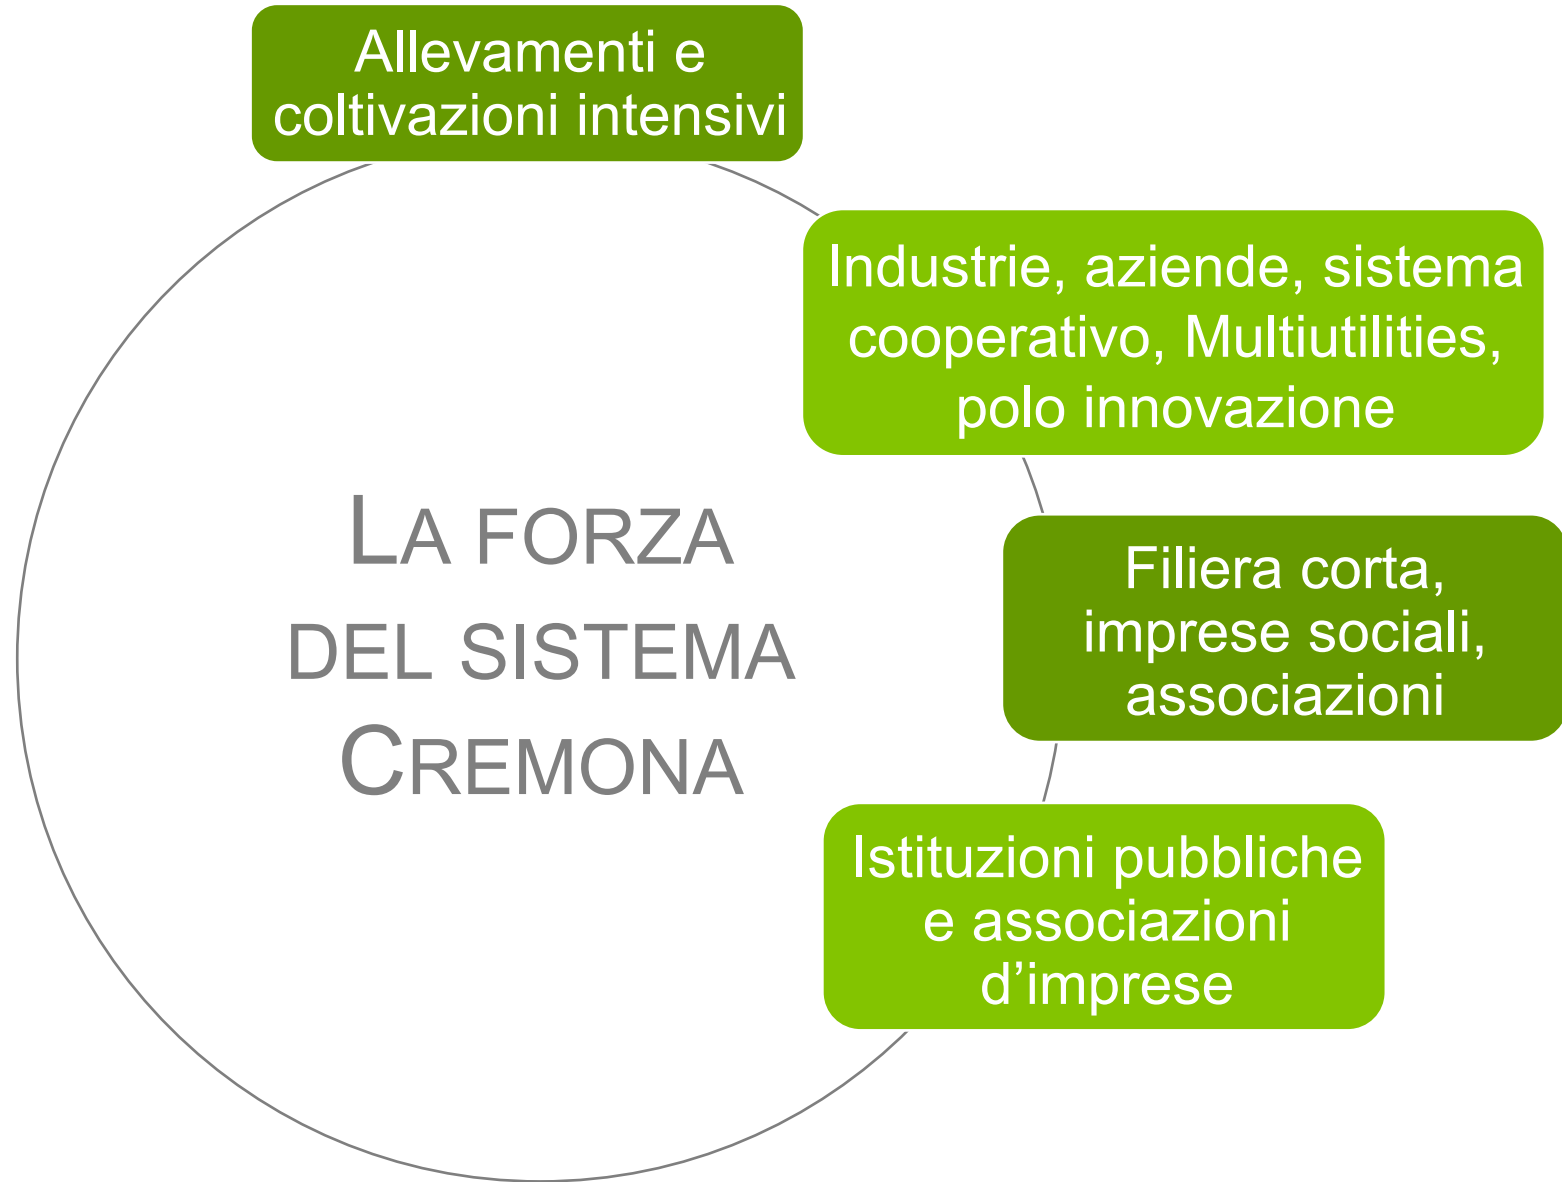 Allevamenti e
coltivazioni intensivi
Industrie, aziende, sistema
cooperativo, Multiutilities,
polo innovazione
LA FORZA
DEL SISTEMA
CREMONA
Filiera corta,
imprese sociali,
associazioni
Istituzioni pubbliche
e associazioni
d’imprese